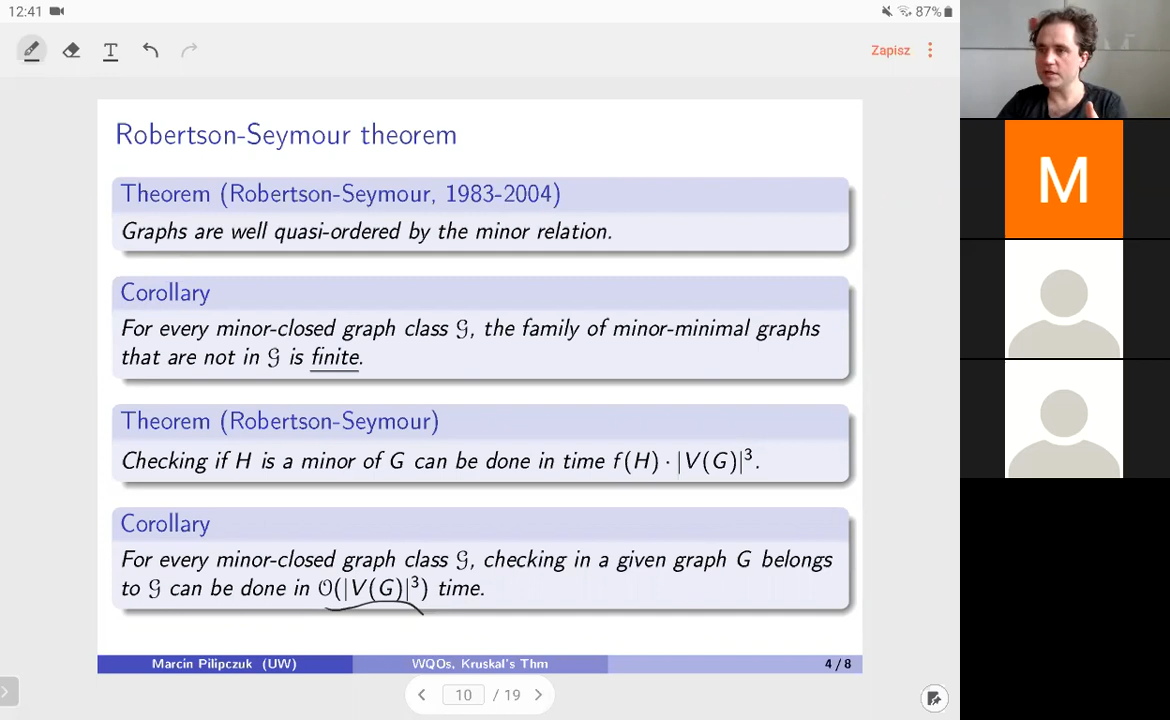 12:41
87%
T
Zapisz
Robertson-Seymour theorem
Theorem (Robertson-Seymour, 1983-2004)
Graphs are well quasi-ordered by the minor relation.
Corollary
For every minor-closed graph class 𝒢, the family of minor-minimal graphs
that are not in 𝒢 is finite.
Theorem (Robertson-Seymour)
Checking if H is a minor of G can be done in time f(H) · |V(G)|³.
Corollary
For every minor-closed graph class 𝒢, checking in a given graph G belongs
to 𝒢 can be done in 𝒪(|V(G)|³) time.
Marcin Pilipczuk (UW) WQOs, Kruskal's Thm 4 / 8
10 / 19
M